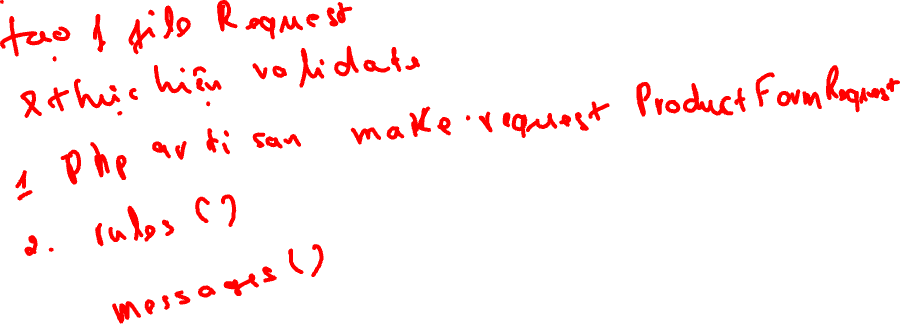 tạo 1 file Request
& thực hiện validate
1 Php artisan make:request ProductFormRequest
2. rules ()
messages ()